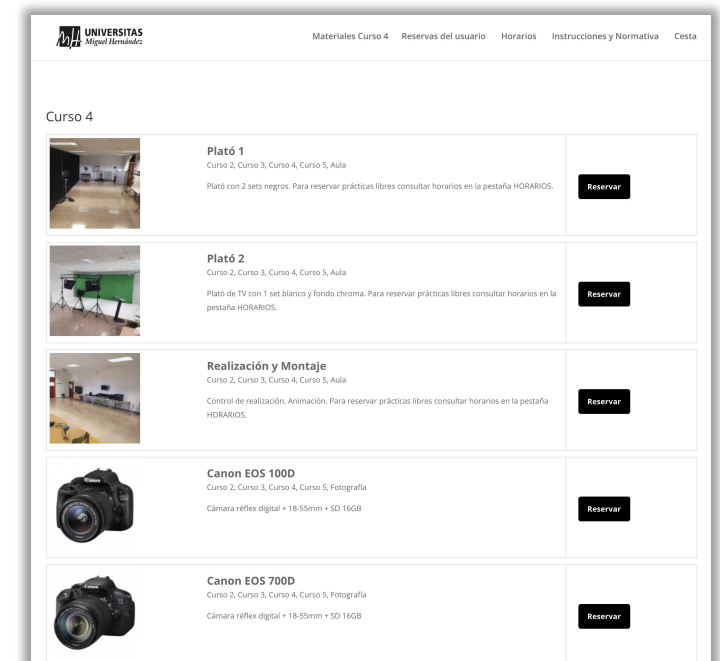 UNIVERSITAS
Miguel Hernández
Materiales Curso 4 Reservas del usuario Horarios Instrucciones y Normativa Cesta
Curso 4
Plató 1
Curso 2, Curso 3, Curso 4, Curso 5, Aula
Plató con 2 sets negros. Para reservar prácticas libres consultar horarios en la pestaña HORARIOS.
Reservar
Plató 2
Curso 2, Curso 3, Curso 4, Curso 5, Aula
Plató de TV con 1 set blanco y fondo chroma. Para reservar prácticas libres consultar horarios en la
pestaña HORARIOS.
Reservar
Realización y Montaje
Curso 2, Curso 3, Curso 4, Curso 5, Aula
Control de realización. Animación. Para reservar prácticas libres consultar horarios en la pestaña
HORARIOS.
Reservar
Canon EOS 100D
Curso 2, Curso 3, Curso 4, Curso 5, Fotografía
Cámara réflex digital + 18-55mm + SD 16GB
Reservar
Canon EOS 700D
Curso 2, Curso 3, Curso 4, Curso 5, Fotografía
Cámara réflex digital + 18-55mm + SD 16GB
Reservar